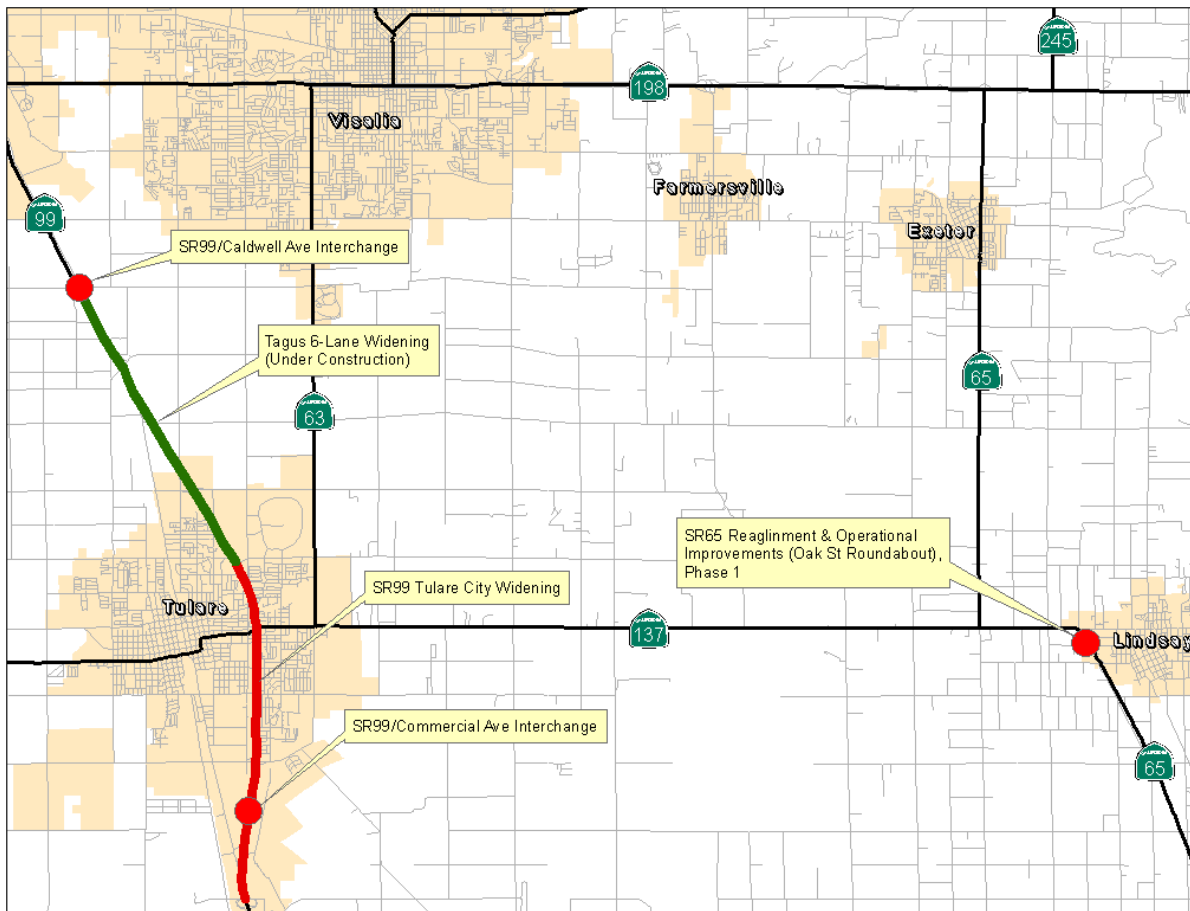 245
198
Visalia
Farmersville
99
Exeter
SR99/Caldwell Ave Interchange
Tagus 6-Lane Widening
(Under Construction)
65
63
SR65 Reaglinment & Operational
Improvements (Oak St Roundabout),
Phase 1
SR99 Tulare City Widening
Tulare
137
Lindsay
SR99/Commercial Ave Interchange
65